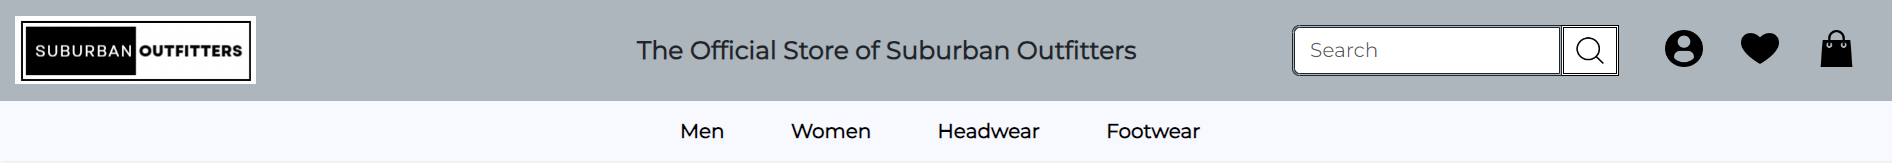 SUBURBAN OUTFITTERS
The Official Store of Suburban Outfitters
Search
Men Women Headwear Footwear